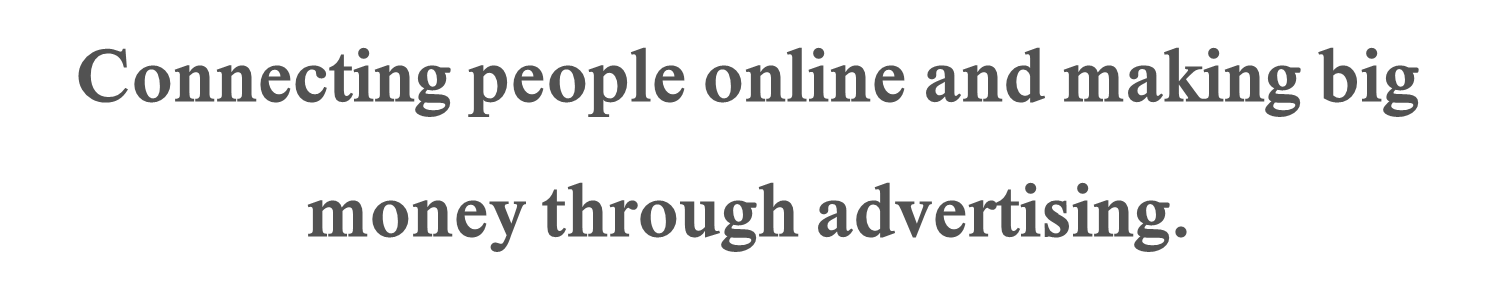 Connecting people online and making big
money through advertising.